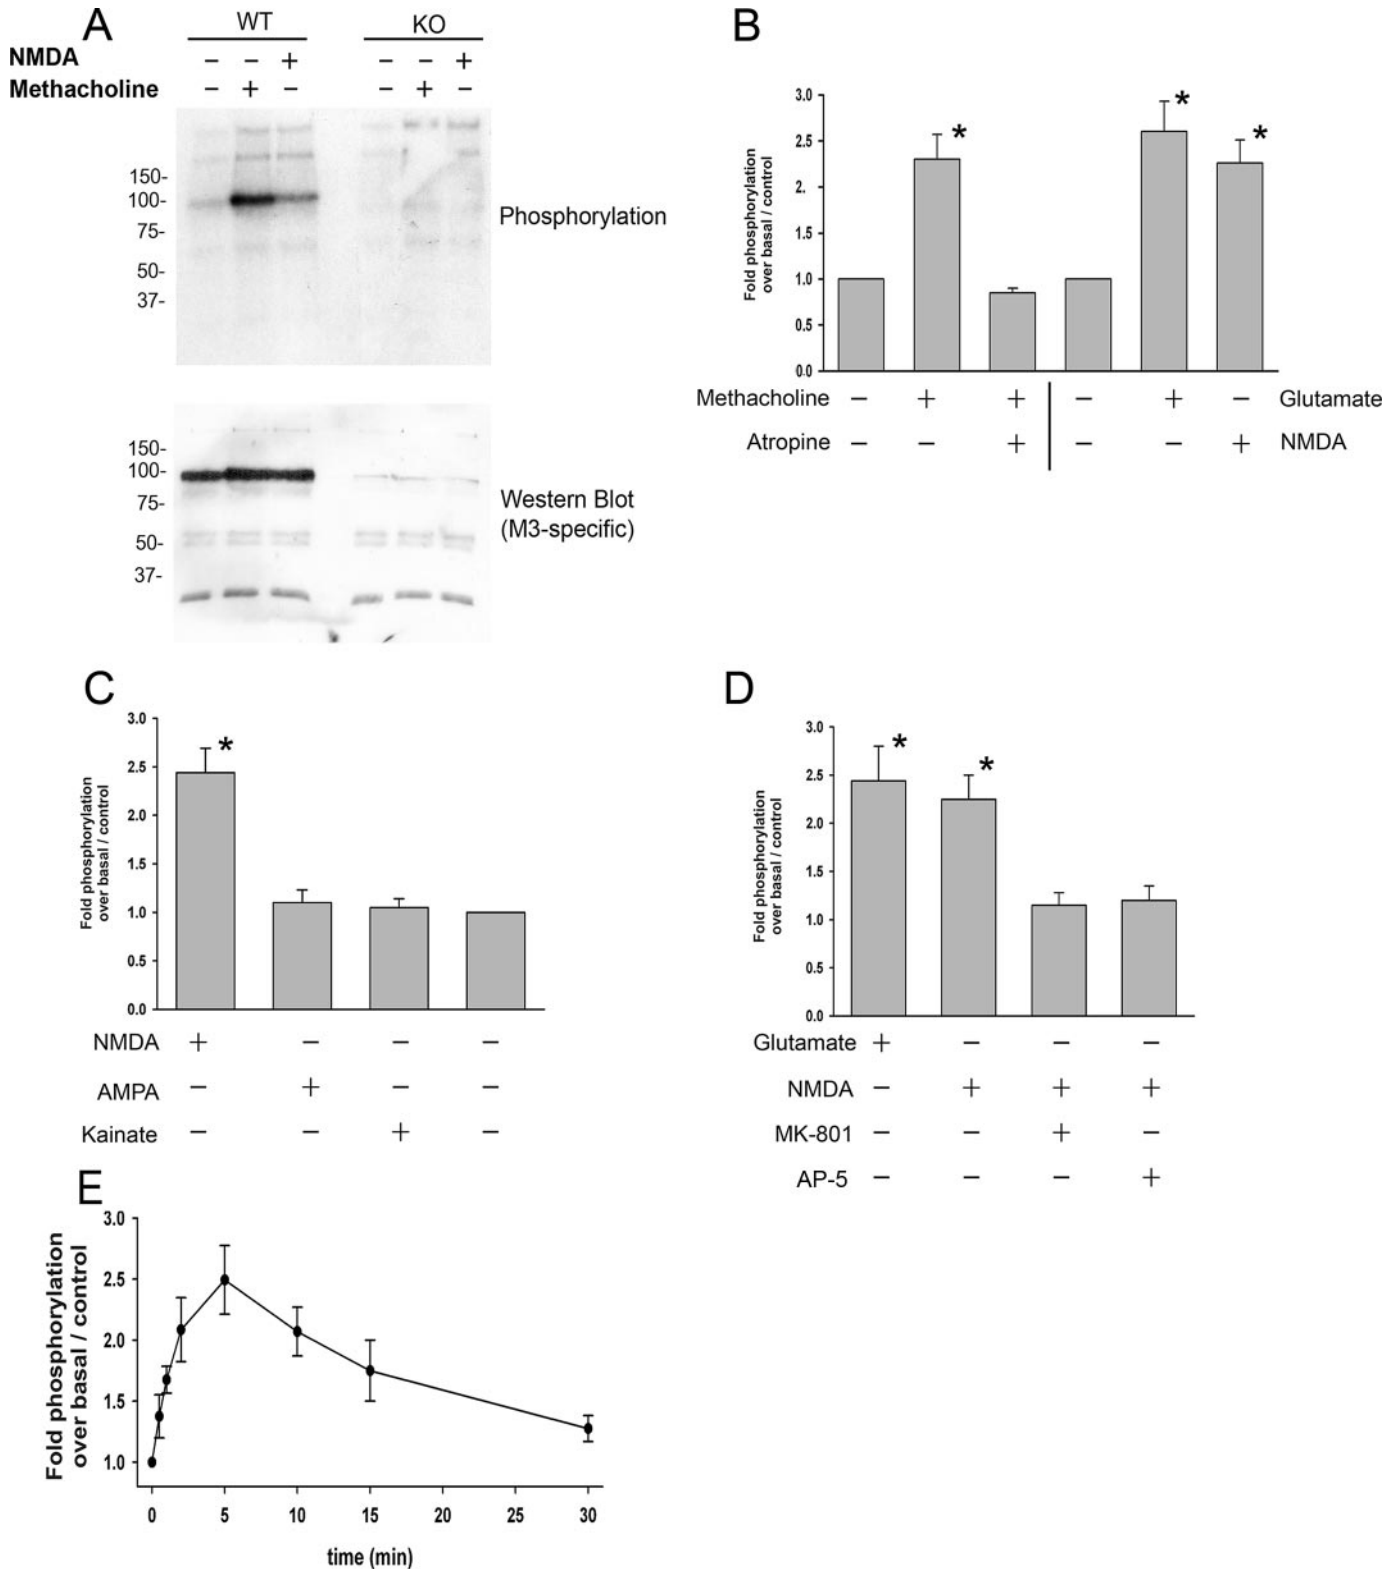 A
WT KO
NMDA - - + - - +
Methacholine - + - - + -
150-
100-
75-
50-
37-
Phosphorylation
150-
100-
75-
50-
37-
Western Blot
(M3-specific)
B
Fold phosphorylation
over basal / control
3.0
2.5
2.
1.5
1.0
0.5
0.0
* * *
Methacholine - + + - + - Glutamate
Atropine - - + - - + NMDA
C
Fold phosphorylation
over basal / control
3.0
2.5
2.0
1.5
1.0
0.5
0.0
*
NMDA + - - -
AMPA - + - -
Kainate - - + -
D
Fold phosphorylation
over basal / control
3.0
2.5
2.0
1.5
1.0
0.5
0.0
* *
Glutamate + - - -
NMDA - + + +
MK-801 - - + -
AP-5 - - - +
E
Fold phosphorylation
over basal / control
3.0
2.5
2.0
1.5
1.0
0 5 10 15 20 25 30
time (min)